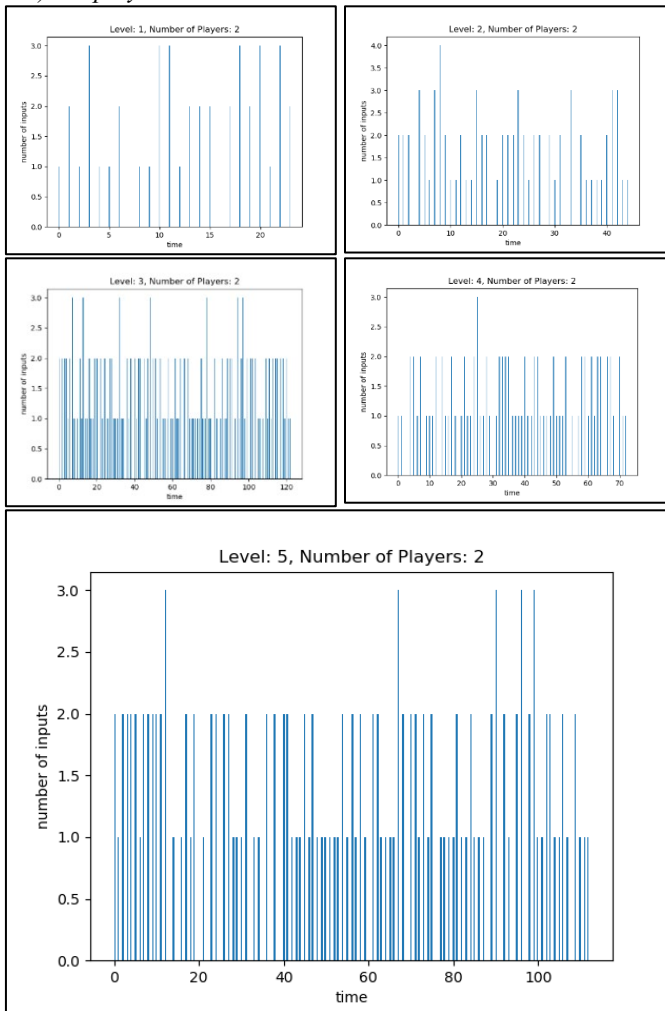 Level: 1, Number of Players: 2
3.0
2.5
2.0
1.5
1.0
0.5
0.0
number of inputs
0 5 10 15 20
time
Level: 2, Number of Players: 2
4.0
3.5
3.0
2.5
2.0
1.5
1.0
0.5
0.0
number of inputs
0 10 20 30 40
time
Level: 3, Number of Players: 2
3.0
2.5
2.0
1.5
1.0
0.5
0.0
number of inputs
0 20 40 60 80 100 120
time
Level: 4, Number of Players: 2
3.0
2.5
2.0
1.5
1.0
0.5
0.0
number of inputs
0 10 20 30 40 50 60 70
time
Level: 5, Number of Players: 2
3.0
2.5
2.0
1.5
1.0
0.5
0.0
number of inputs
0 20 40 60 80 100
time